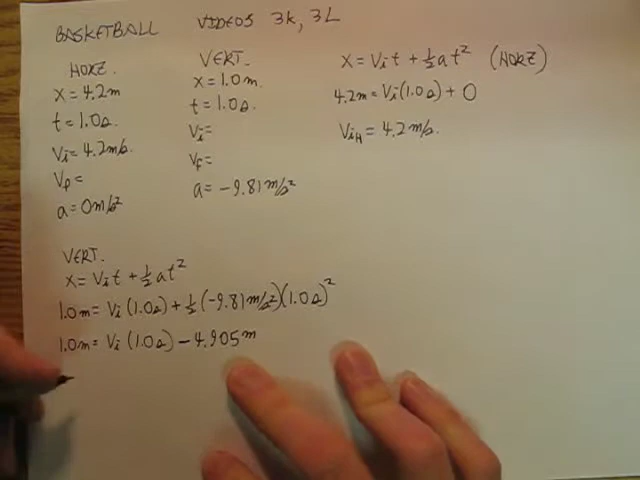 BASKETBALL VIDEOS 3k, 3L
HORZ.
x = 4.2m
t = 1.0s.
Vi = 4.2m/s.
Vf =
a = 0m/s²
VERT.
x = 1.0m.
t = 1.0s.
Vi =
Vf =
a = -9.81m/s²
x = Vit + ½at² (HORZ)
4.2m = Vi(1.0s) + 0
ViH = 4.2m/s.
VERT.
x = Vit + ½at²
1.0m = Vi(1.0s) + ½(-9.81m/s²)(1.0s)²
1.0m = Vi(1.0s) - 4.905m